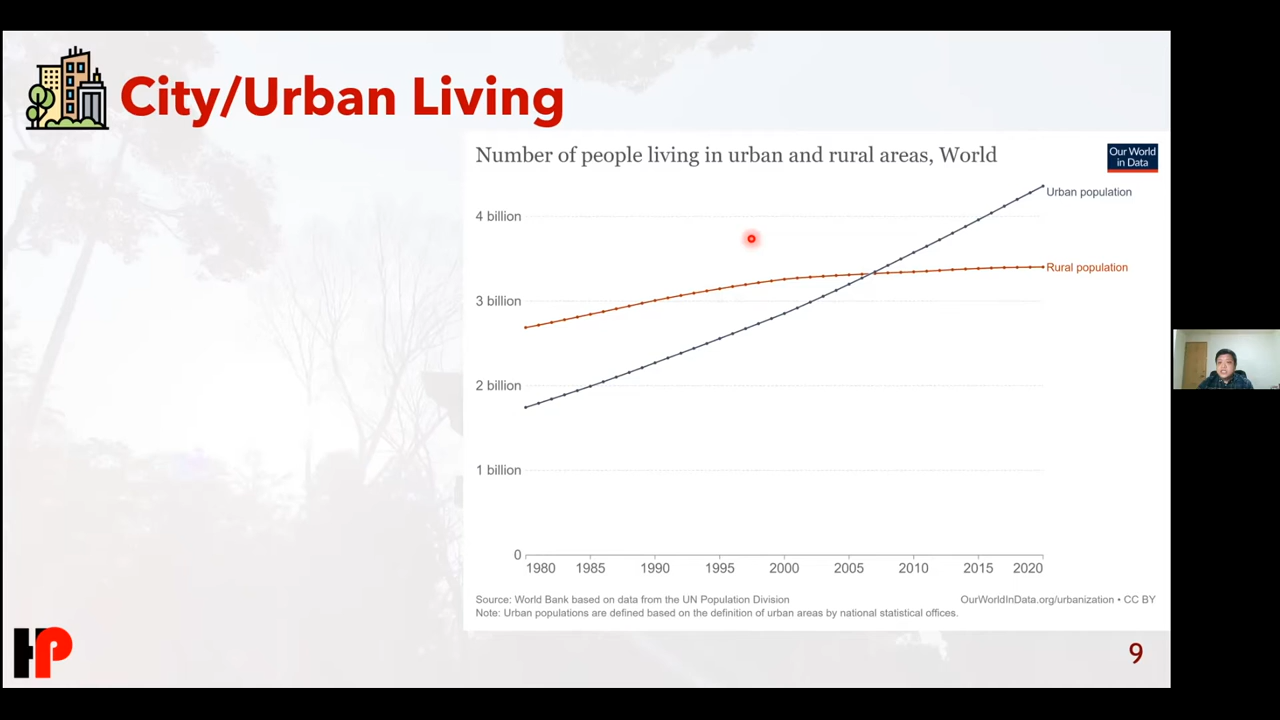 City/Urban Living
Number of people living in urban and rural areas, World
Our World
in Data
Urban population
4 billion
Rural population
3 billion
2 billion
1 billion
0
1980 1985 1990 1995 2000 2005 2010 2015 2020
Source: World Bank based on data from the UN Population Division
OurWorldInData.org/urbanization • CC BY
Note: Urban populations are defined based on the definition of urban areas by national statistical offices.
HP
9